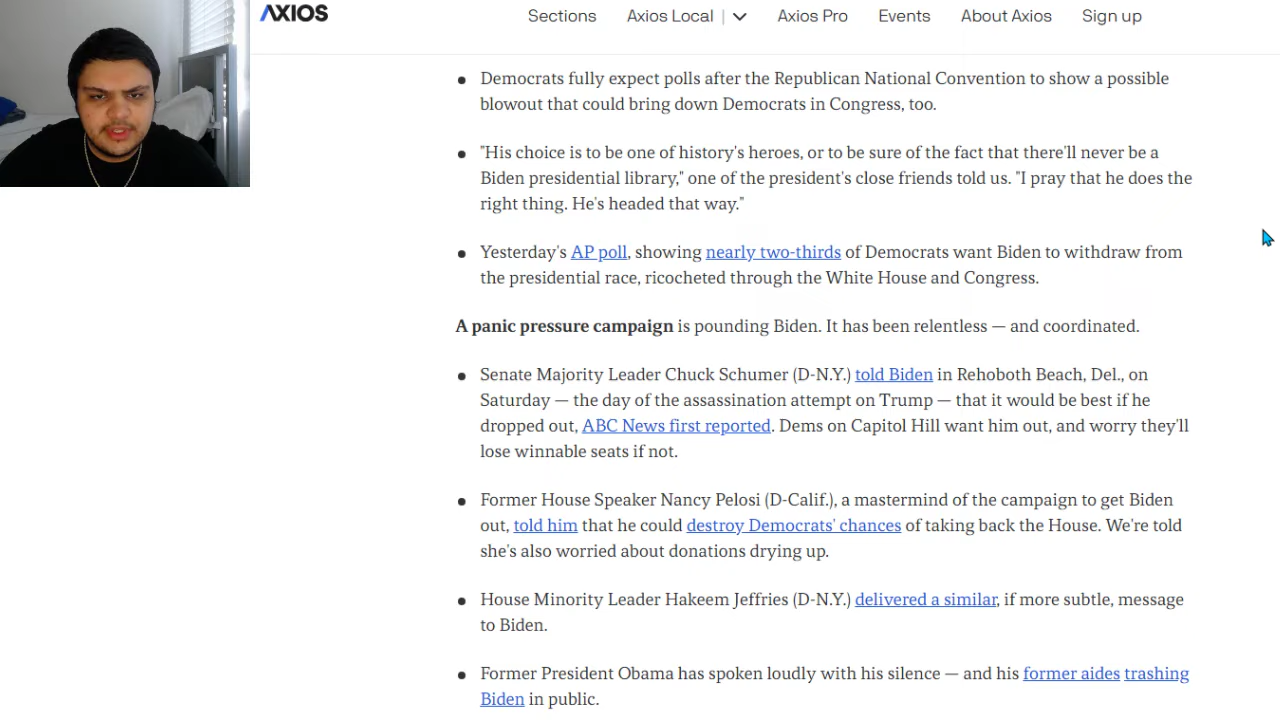 AXIOS
Sections Axios Local | Axios Pro Events About Axios Sign up
Democrats fully expect polls after the Republican National Convention to show a possible
blowout that could bring down Democrats in Congress, too.
"His choice is to be one of history's heroes, or to be sure of the fact that there'll never be a
Biden presidential library," one of the president's close friends told us. "I pray that he does the
right thing. He's headed that way."
Yesterday's AP poll, showing nearly two-thirds of Democrats want Biden to withdraw from
the presidential race, ricocheted through the White House and Congress.
A panic pressure campaign is pounding Biden. It has been relentless — and coordinated.
Senate Majority Leader Chuck Schumer (D-N.Y.) told Biden in Rehoboth Beach, Del., on
Saturday — the day of the assassination attempt on Trump — that it would be best if he
dropped out, ABC News first reported. Dems on Capitol Hill want him out, and worry they'll
lose winnable seats if not.
Former House Speaker Nancy Pelosi (D-Calif.), a mastermind of the campaign to get Biden
out, told him that he could destroy Democrats' chances of taking back the House. We're told
she's also worried about donations drying up.
House Minority Leader Hakeem Jeffries (D-N.Y.) delivered a similar, if more subtle, message
to Biden.
Former President Obama has spoken loudly with his silence — and his former aides trashing
Biden in public.